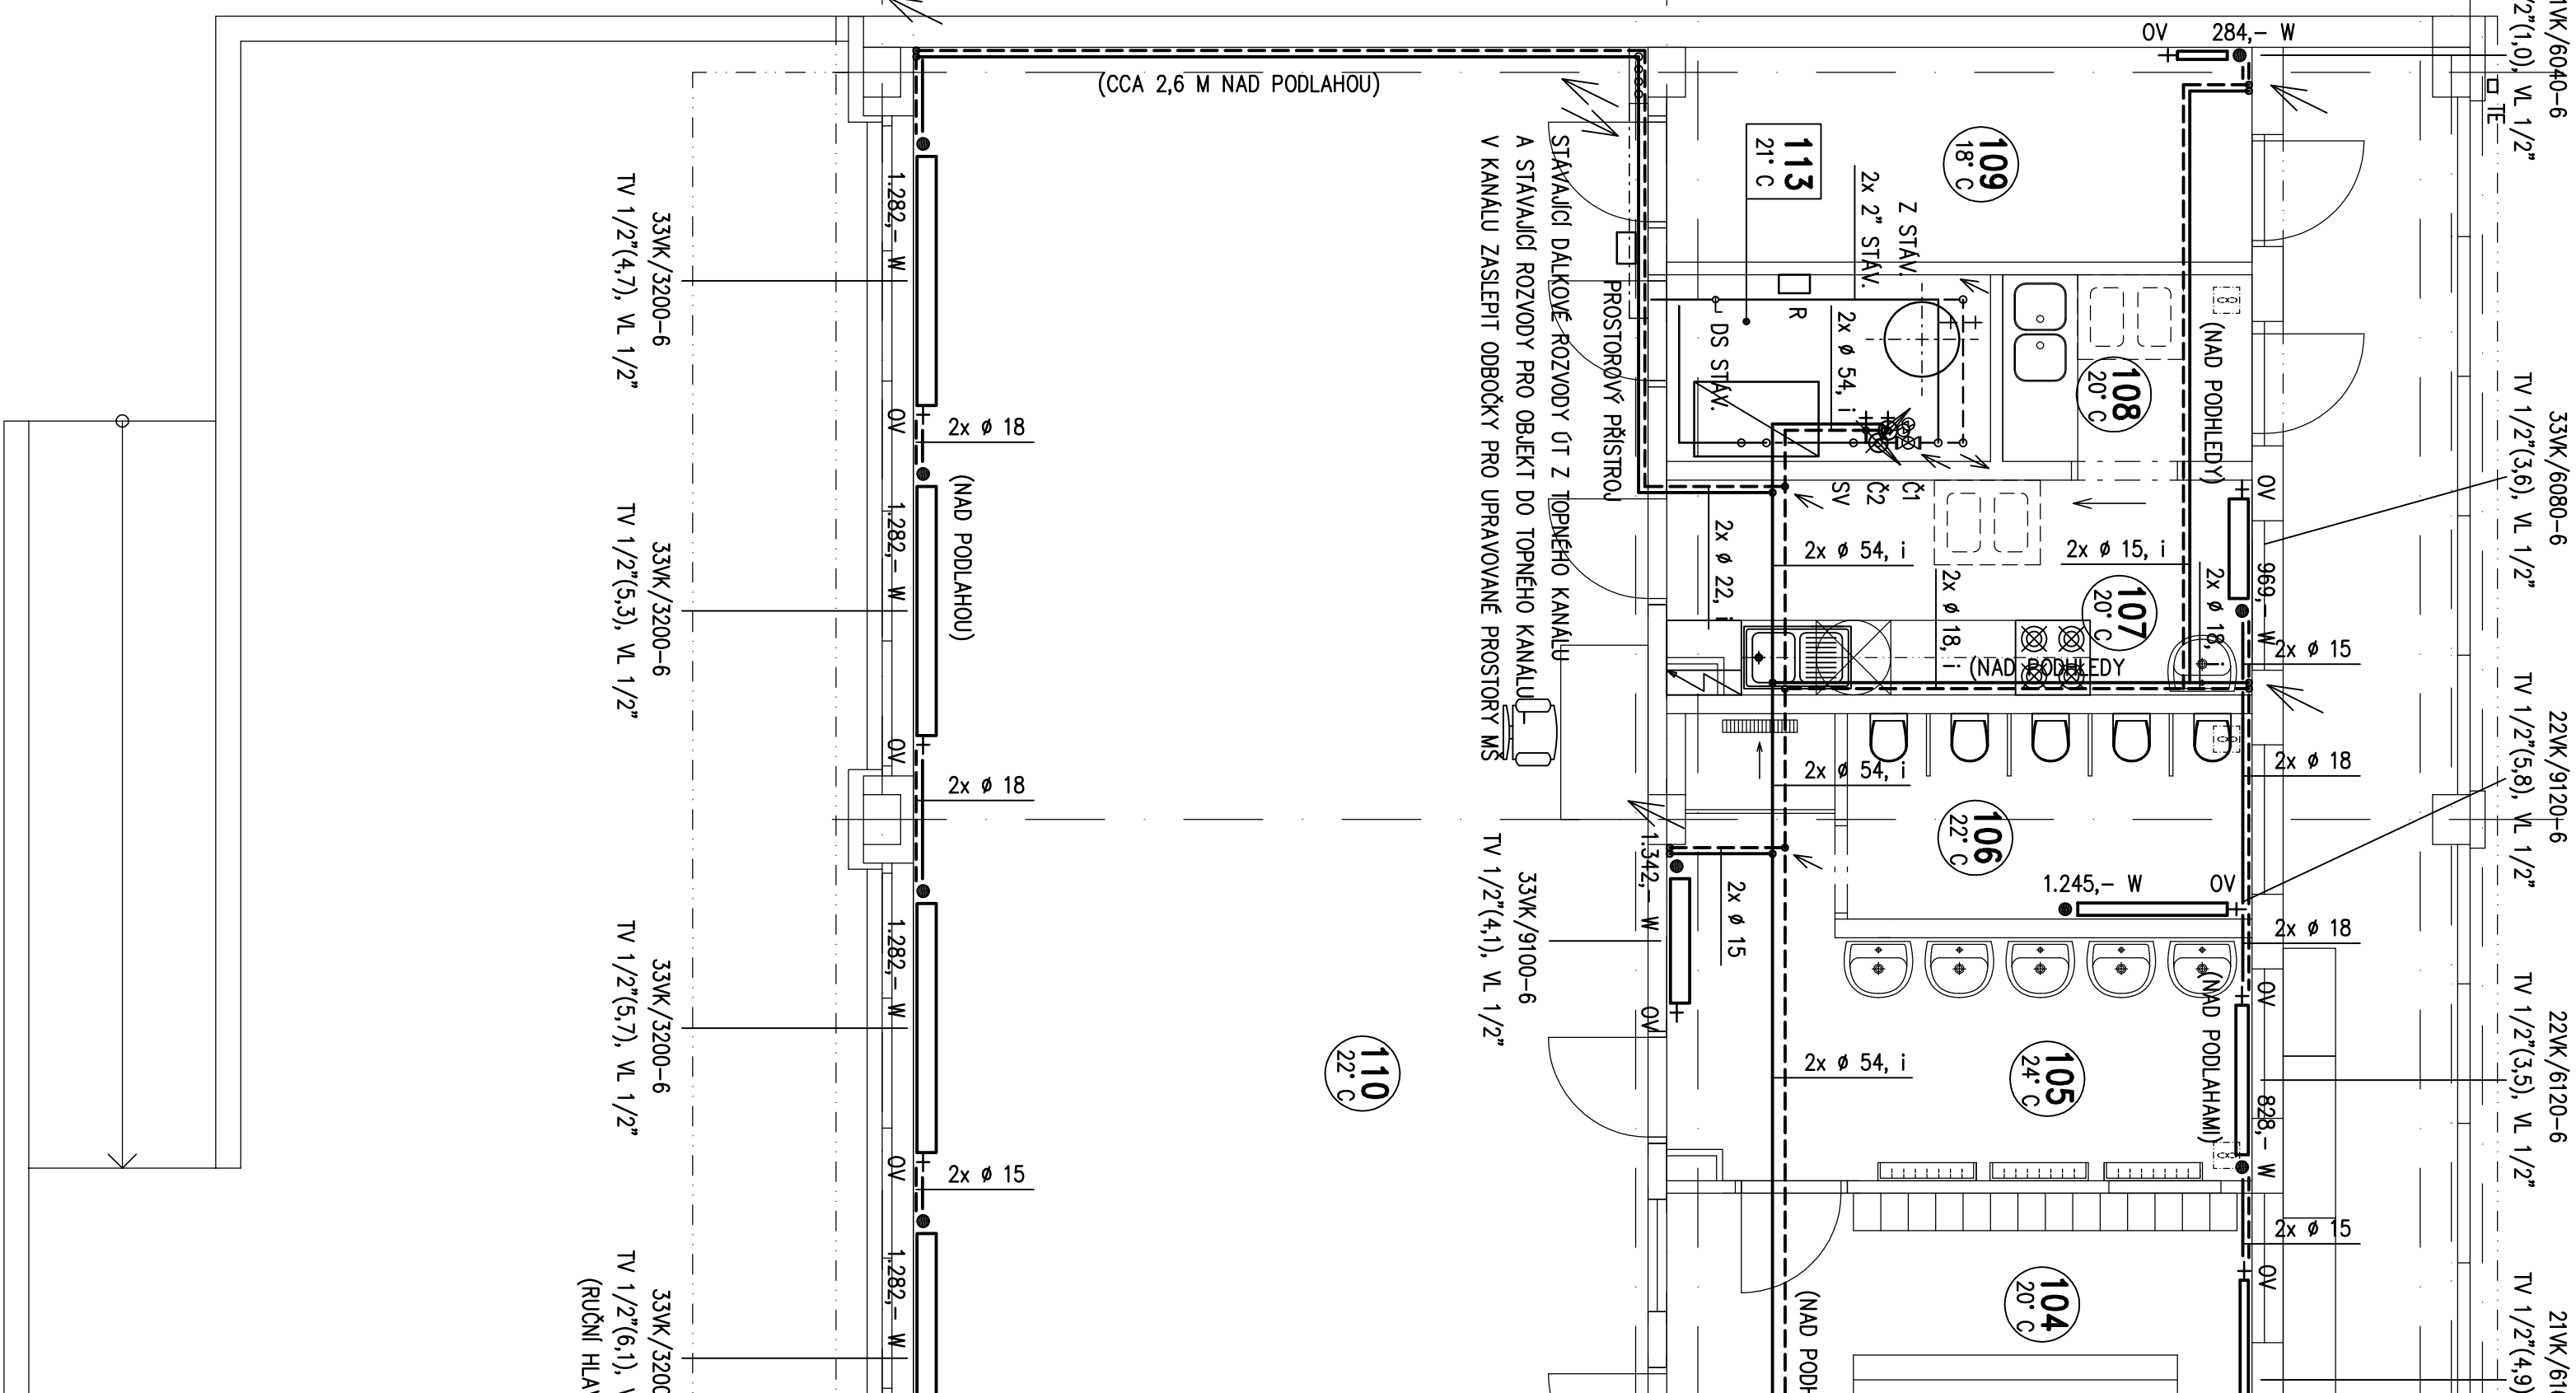 OV 284,- W
1VK/6040-6
/2"(1,0), VL 1/2"
TE
(CCA 2,6 M NAD PODLAHOU)
109
18° C
113
21° C
Z STÁV.
2x 2" STÁV.
R
DS STÁV.
2x ø 54, i
Č1
Č2
SV
108
20° C
(NAD PODHLEDY)
STÁVAJÍCÍ DÁLKOVÉ ROZVODY ÚT Z TOPNÉHO KANÁLU
A STÁVAJÍCÍ ROZVODY PRO OBJEKT DO TOPNÉHO KANÁLU -
V KANÁLU ZASLEPIT ODBOČKY PRO UPRAVOVANÉ PROSTORY MŠ
PROSTOROVÝ PŘÍSTROJ
33VK/3200-6
TV 1/2"(4,7), VL 1/2"
1.282,- W
OV
2x ø 18
(NAD PODLAHOU)
33VK/3200-6
TV 1/2"(5,3), VL 1/2"
1.282,- W
OV
2x ø 18
33VK/3200-6
TV 1/2"(5,7), VL 1/2"
1.282,- W
OV
2x ø 15
33VK/3200
TV 1/2"(6,1), V
(RUČNÍ HLA
1.282,- W
33VK/6080-6
TV 1/2"(3,6), VL 1/2"
OV
969,- W
2x ø 15, i
2x ø 18, i
2x ø 54, i
2x ø 22, i
2x ø 18, i
107
20° C
(NAD PODHLEDY
2x ø 15
2x ø 18
22VK/9120-6
TV 1/2"(5,8), VL 1/2"
2x ø 54, i
106
22° C
1.245,- W OV
2x ø 18
33VK/9100-6
TV 1/2"(4,1), VL 1/2"
1.342,- W
OV
2x ø 15
110
22° C
22VK/6120-6
TV 1/2"(3,5), VL 1/2"
OV
828,- W
(NAD PODLAHAMI)
105
24° C
2x ø 54, i
2x ø 15
OV
104
20° C
(NAD PODH
21VK/61
TV 1/2"(4,9)